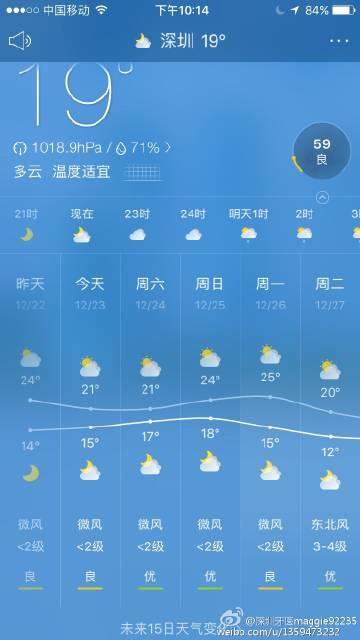 中国移动 下午10:14 84%
深圳 19°
19°
1018.9hPa / 71%
59
良
多云 温度适宜
21时 现在 23时 24时 明天1时 2时
昨天 今天 周六 周日 周一 周二
12/22 12/23 12/24 12/25 12/26 12/27
24° 21° 21° 24° 25° 20°
14° 15° 17° 18° 15° 12°
微风 微风 微风 微风 微风 东北风
<2级 <2级 <2级 <2级 <2级 3-4级
良 良 优 优 良 优
未来15日天气变化
@深圳牙医maggie92235
weibo.com/u/1359473232